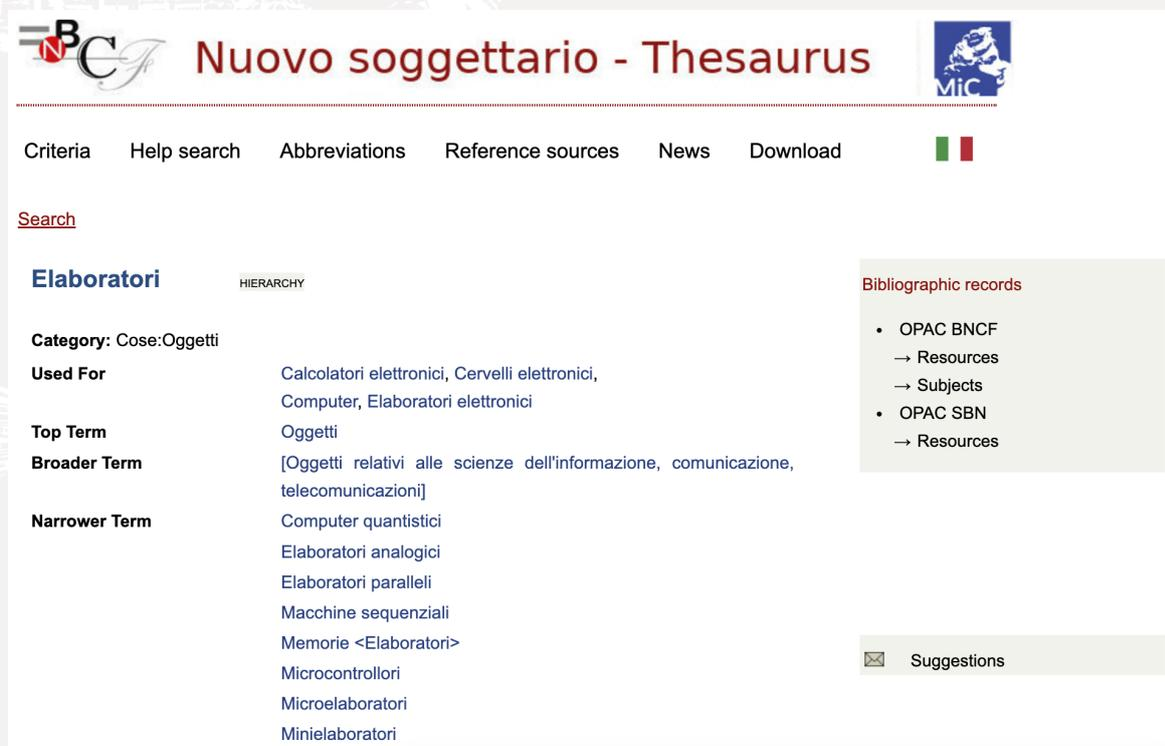 NBCF
Nuovo soggettario - Thesaurus
MiC
Criteria Help search Abbreviations Reference sources News Download
Search
Elaboratori HIERARCHY
Category: Cose:Oggetti
Used For Calcolatori elettronici, Cervelli elettronici,
Computer, Elaboratori elettronici
Top Term Oggetti
Broader Term [Oggetti relativi alle scienze dell'informazione, comunicazione,
telecomunicazioni]
Narrower Term Computer quantistici
Elaboratori analogici
Elaboratori paralleli
Macchine sequenziali
Memorie <Elaboratori>
Microcontrollori
Microelaboratori
Minielaboratori
Bibliographic records
• OPAC BNCF
→ Resources
→ Subjects
• OPAC SBN
→ Resources
Suggestions